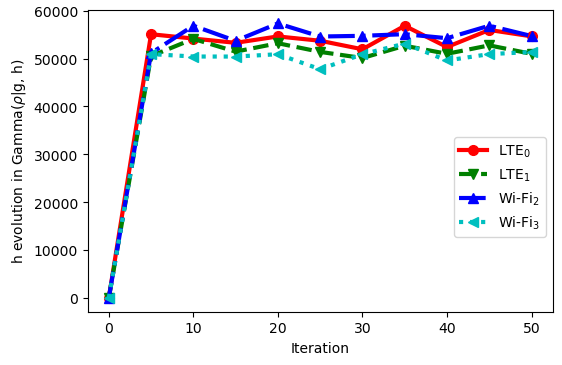 60000
50000
40000
30000
20000
10000
0
h evolution in Gamma(ρ|g, h)
LTE₀
LTE₁
Wi-Fi₂
Wi-Fi₃
0 10 20 30 40 50
Iteration